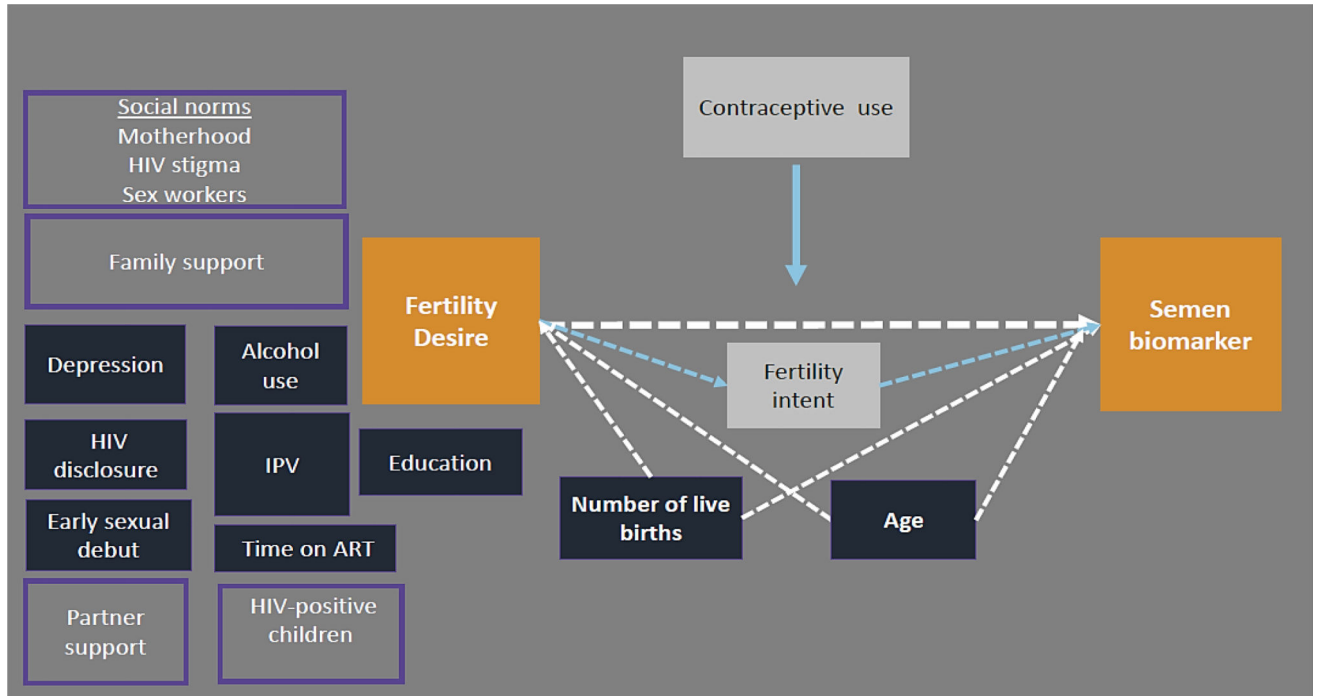 Social norms
Motherhood
HIV stigma
Sex workers
Family support
Depression
Alcohol
use
HIV
disclosure
IPV
Education
Early sexual
debut
Time on ART
Partner
support
HIV-positive
children
Fertility
Desire
Contraceptive use
Fertility
intent
Number of live
births
Age
Semen
biomarker